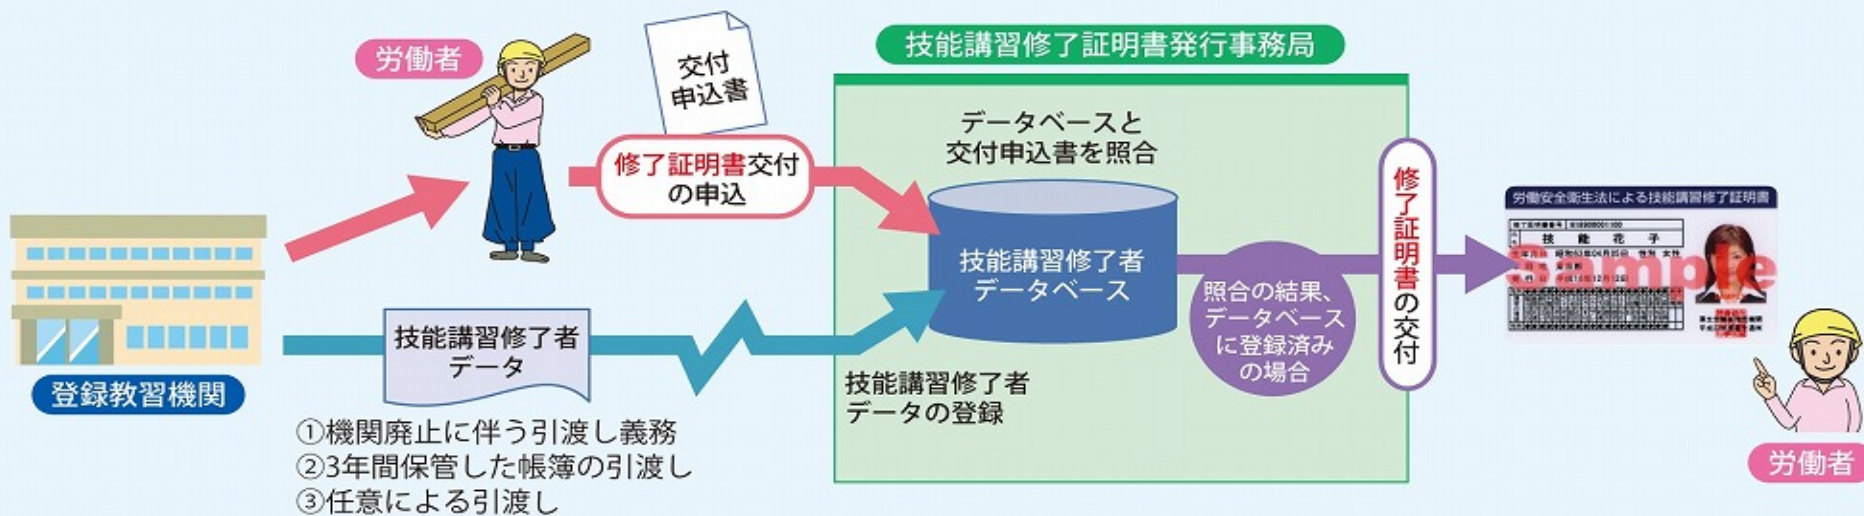 労働者
交付
申込書
技能講習修了証明書発行事務局
データベースと
交付申込書を照合
修了証明書交付
の申込
修了証明書の交付
労働安全衛生法による技能講習修了証明書
技 能 花 子
Sample
技能講習修了者
データベース
照合の結果、
データベース
に登録済み
の場合
技能講習修了者
データ
登録教習機関
技能講習修了者
データの登録
①機関廃止に伴う引渡し義務
②3年間保管した帳簿の引渡し
③任意による引渡し
労働者